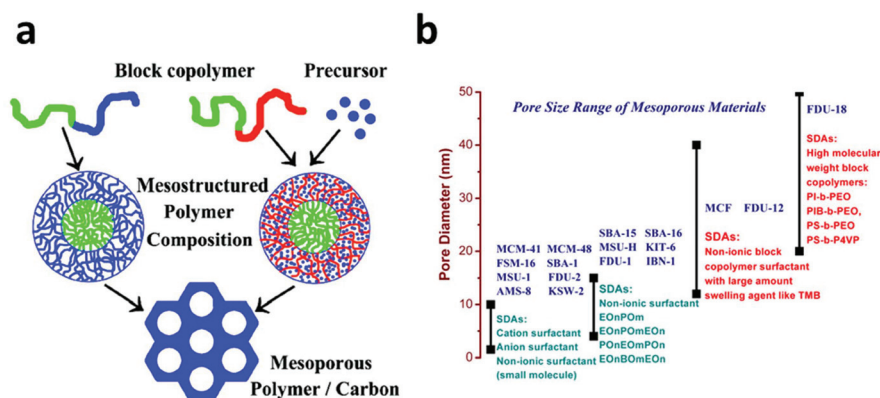 a
Block copolymer
Precursor
Mesostructured
Polymer
Composition
Mesoporous
Polymer / Carbon
b
Pore Size Range of Mesoporous Materials
Pore Diameter (nm)
50
40
30
20
10
0
MCM-41 MCM-48
FSM-16 SBA-1
MSU-1 FDU-2
AMS-8 KSW-2
SDAs:
Cation surfactant
Anion surfactant
Non-ionic surfactant
(small molecule)
SBA-15 SBA-16
MSU-H KIT-6
FDU-1 IBN-1
SDAs:
Non-ionic surfactant
EOnPOm
EOnPOmEOn
POnEOmPOn
EOnBOmEOn
MCF FDU-12
SDAs:
Non-ionic block
copolymer surfactant
with large amount
swelling agent like TMB
FDU-18
SDAs:
High molecular
weight block
copolymers:
PI-b-PEO
PIB-b-PEO,
PS-b-PEO
PS-b-P4VP